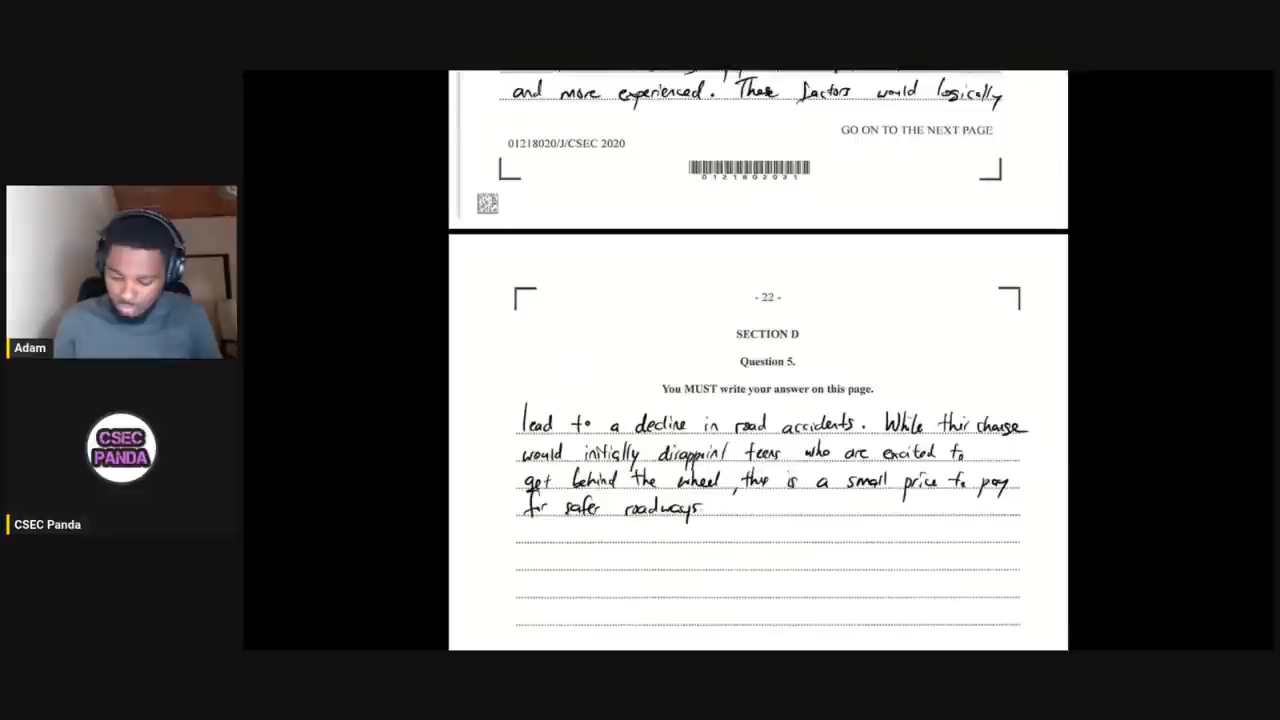 and more experienced. These factors would logically
GO ON TO THE NEXT PAGE
01218020/J/CSEC 2020
0121802021
- 22 -
SECTION D
Question 5.
You MUST write your answer on this page.
lead to a decline in road accidents. While this change
would initially disappoint teens who are excited to
get behind the wheel, this is a small price to pay
for safer roadways.
Adam
CSEC
PANDA
CSEC Panda